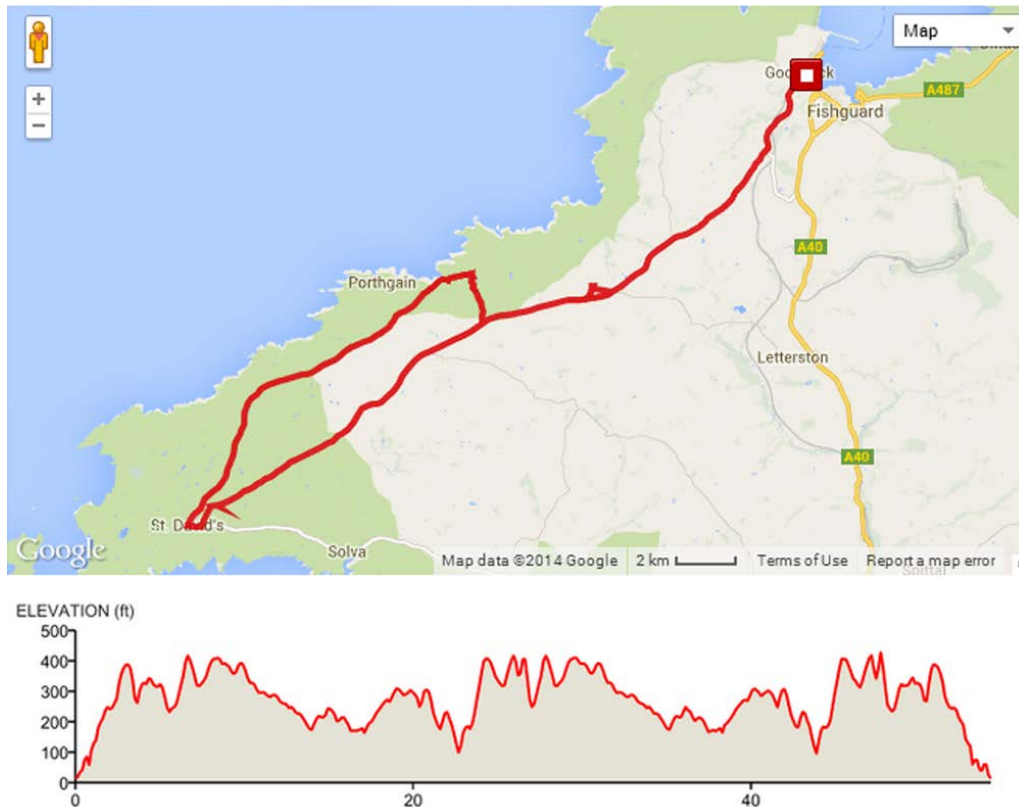 Map
Fishguard
A487
A40
Porthgain
Letterston
A40
St. David's
Solva
Google
Map data ©2014 Google
2 km
Terms of Use
Report a map error
ELEVATION (ft)
500
400
300
200
100
0
0
20
40